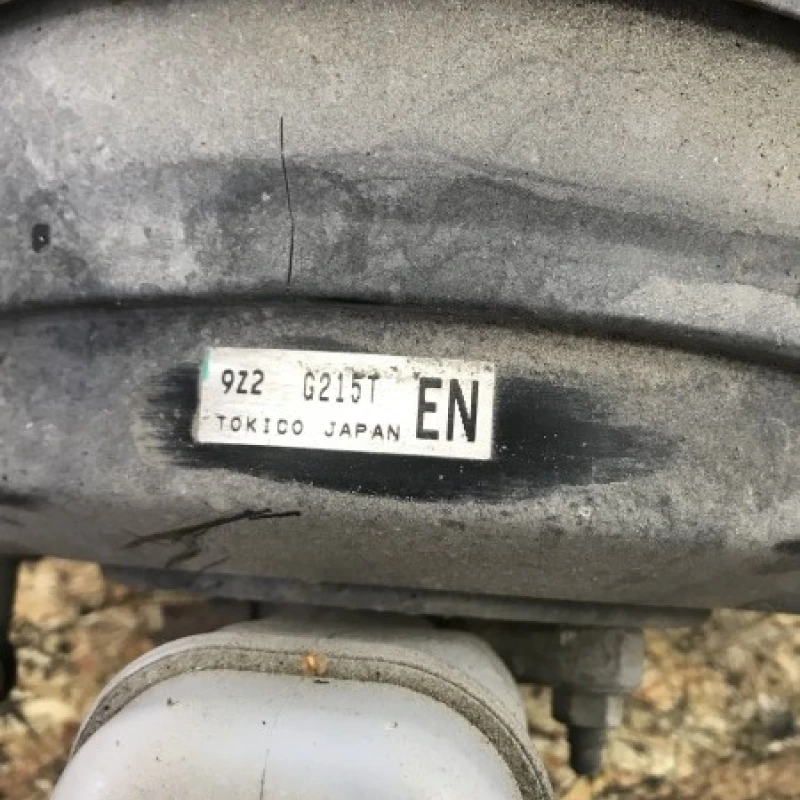 9Z2 G215T EN
TOKICO JAPAN